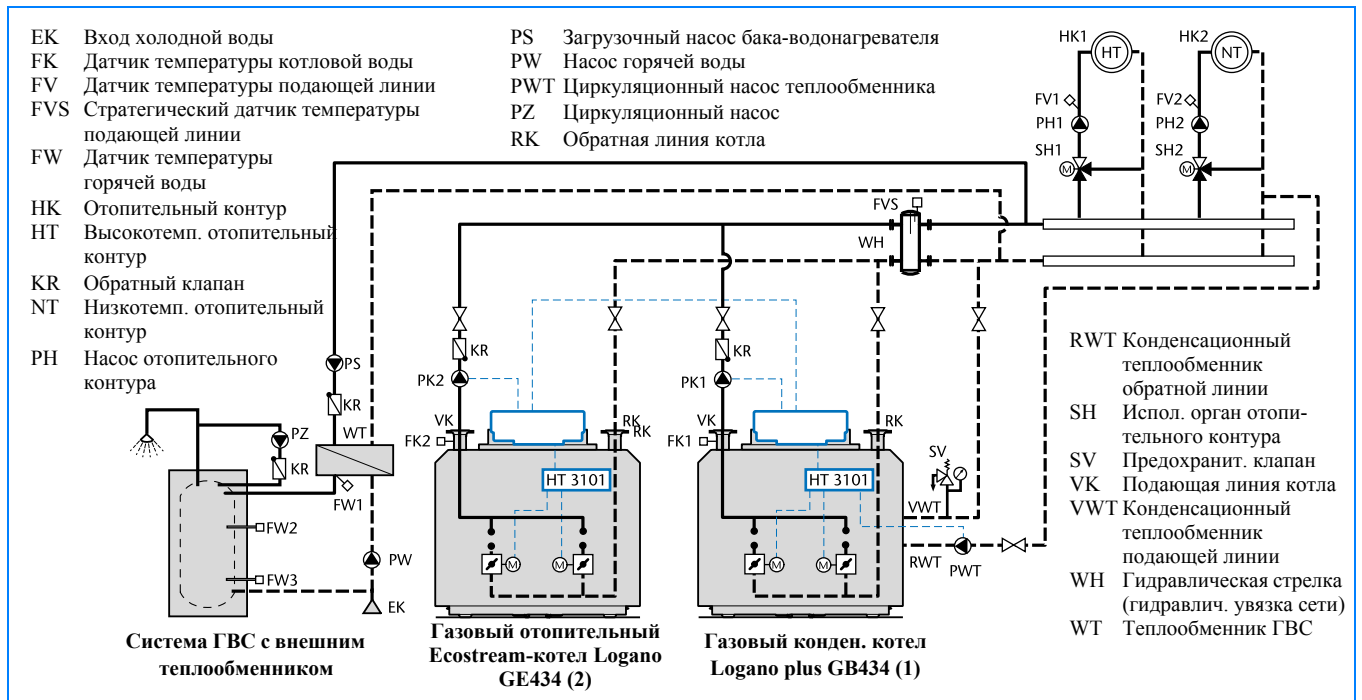 EK Вход холодной воды
FK Датчик температуры котловой воды
FV Датчик температуры подающей линии
FVS Стратегический датчик температуры
подающей линии
FW Датчик температуры
горячей воды
HK Отопительный контур
HT Высокотемп. отопительный
контур
KR Обратный клапан
NT Низкотемп. отопительный
контур
PH Насос отопительного
контура
PS Загрузочный насос бака-водонагревателя
PW Насос горячей воды
PWT Циркуляционный насос теплообменника
PZ Циркуляционный насос
RK Обратная линия котла
HK1
HT
HK2
NT
FV1
FV2
PH1
PH2
SH1
SH2
M
M
FVS
WH
PS
KR
WT
PZ
KR
FW1
FW2
FW3
PW
EK
KR
PK2
VK
FK2
RK
RK
HT 3101
M
M
KR
PK1
VK
FK1
RK
HT 3101
M
M
SV
VWT
RWT
PWT
RWT Конденсационный
теплообменник
обратной линии
SH Испол. орган отопи-
тельного контура
SV Предохранит. клапан
VK Подающая линия котла
VWT Конденсационный
теплообменник
подающей линии
WH Гидравлическая стрелка
(гидравлич. увязка сети)
WT Теплообменник ГВС
Система ГВС с внешним
теплообменником
Газовый отопительный
Ecostream-котел Logano
GE434 (2)
Газовый конден. котел
Logano plus GB434 (1)